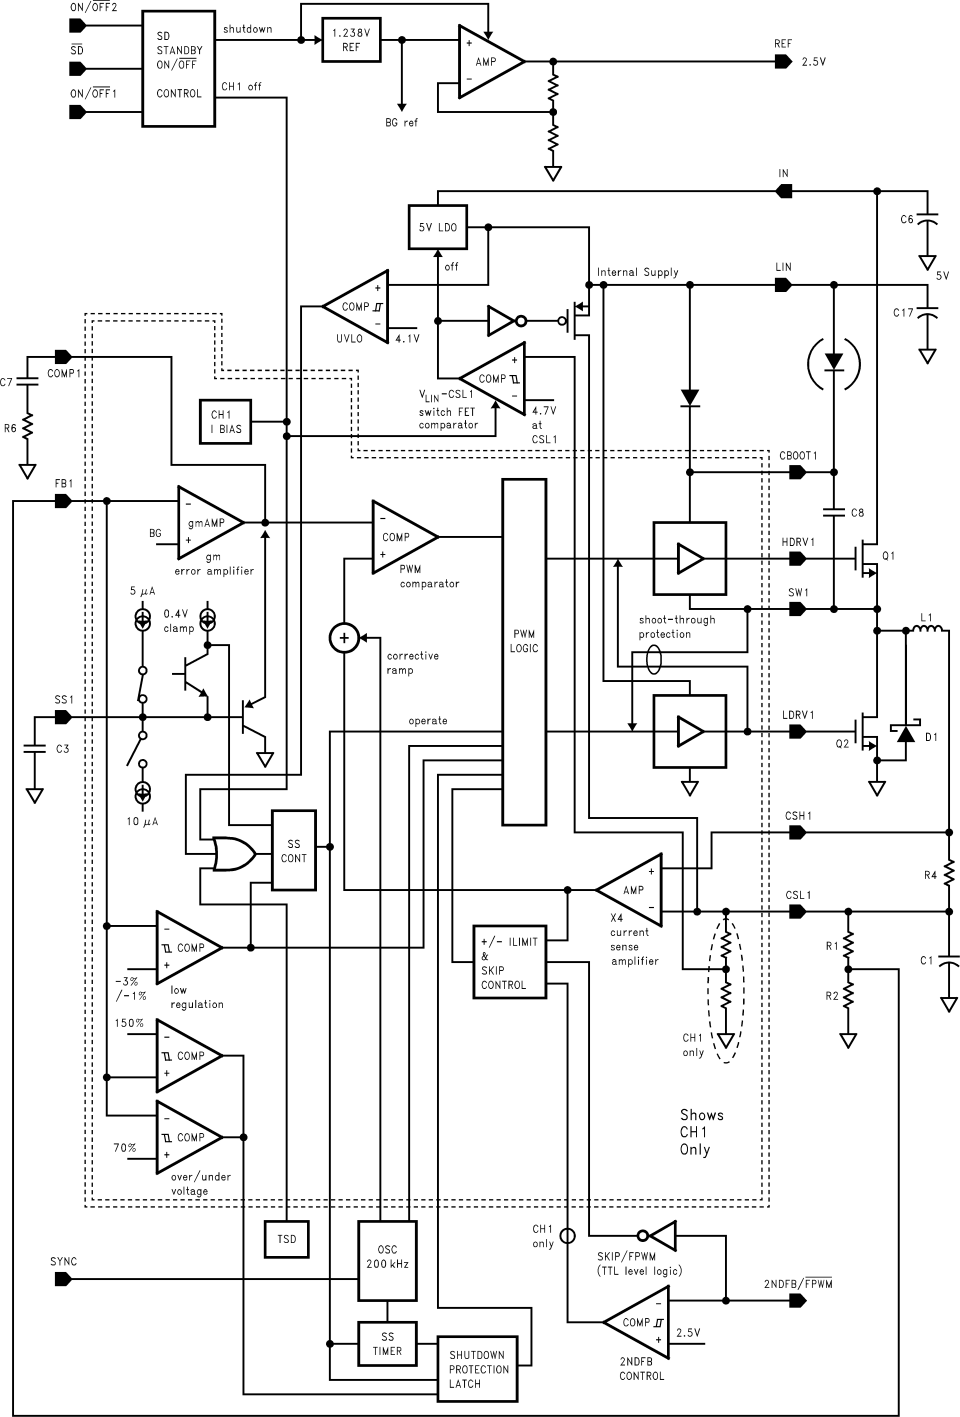 ON/OFF2
SD
ON/OFF1
SD
STANDBY
ON/OFF
CONTROL
shutdown
CH1 off
1.238V
REF
BG ref
+
AMP
−
REF
2.5V
IN
C6
5V LDO
off
Internal Supply
LIN
5V
C17
+
COMP
−
UVLO
4.1V
+
COMP
−
VLIN-CSL1
switch FET
comparator
4.7V
at
CSL1
COMP1
C7
R6
CH1
I BIAS
CBOOT1
C8
FB1
−
gmAMP
+
BG
gm
error amplifier
−
COMP
+
PWM
comparator
HDRV1
Q1
SW1
L1
5 µA
0.4V
clamp
+
corrective
ramp
PWM
LOGIC
shoot-through
protection
SS1
C3
operate
LDRV1
Q2
D1
10 µA
SS
CONT
CSH1
R4
+
AMP
−
X4
current
sense
amplifier
CSL1
R1
R2
C1
−
COMP
+
-3%
/-1%
low
regulation
+/- ILIMIT
&
SKIP
CONTROL
CH1
only
150%
−
COMP
+
−
COMP
+
70%
over/under
voltage
Shows
CH1
Only
TSD
OSC
200 kHz
SYNC
SS
TIMER
SHUTDOWN
PROTECTION
LATCH
CH1
only
SKIP/FPWM
(TTL level logic)
2NDFB/FPWM
−
COMP
+
2.5V
2NDFB
CONTROL